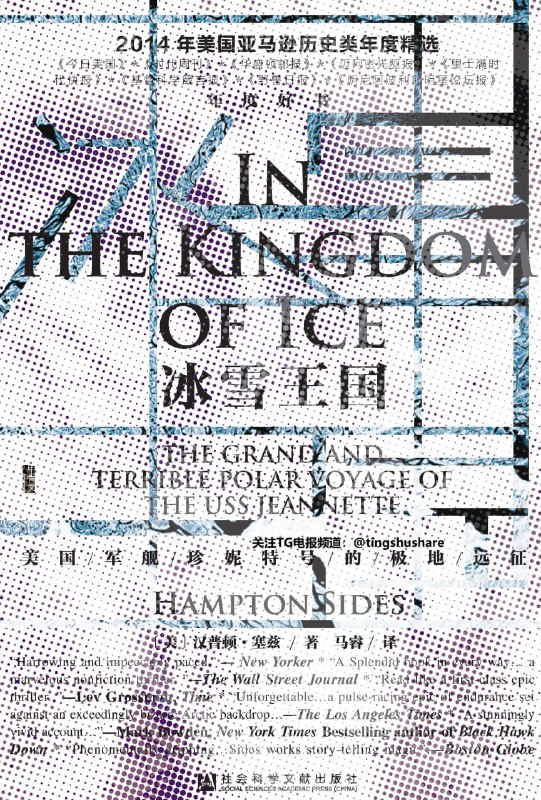 2014年美国亚马逊历史类年度精选
《今日美国》☆《时代周刊》☆《华盛顿邮报》☆《迈阿密先驱报》☆《里士满时
代快报》☆《基督科学箴言报》☆《野兽日报》☆《明尼阿波利斯明星论坛报》
年度好书
IN
THE KINGDOM
OF ICE
冰雪王国
THE GRAND AND
TERRIBLE POLAR VOYAGE OF
THE USS JEANNETTE
关注TG电报频道：@tingshushare
美国/军舰/珍妮特号/的/极地/远征
HAMPTON SIDES
〔美〕汉普顿·塞兹/著 马睿/译
"Harrowing and impeccably paced."—New Yorker * "A Splendid book in every way... a
marvelous nonfiction thriller."—The Wall Street Journal * "Read like a first-class epic
thriller."—Lev Grossman, Time * "Unforgettable...a pulse-racing epic of endurance set
against an exceedingly bizarre Arctic backdrop...—The Los Angeles Times * "A stunningly
vivid account..."—Mark Bowden, New York Times Bestselling author of Black Hawk
Down * "Phenomenally gripping...Sides works story-telling magic."—Boston Globe
社会科学文献出版社
SOCIAL SCIENCES ACADEMIC PRESS (CHINA)